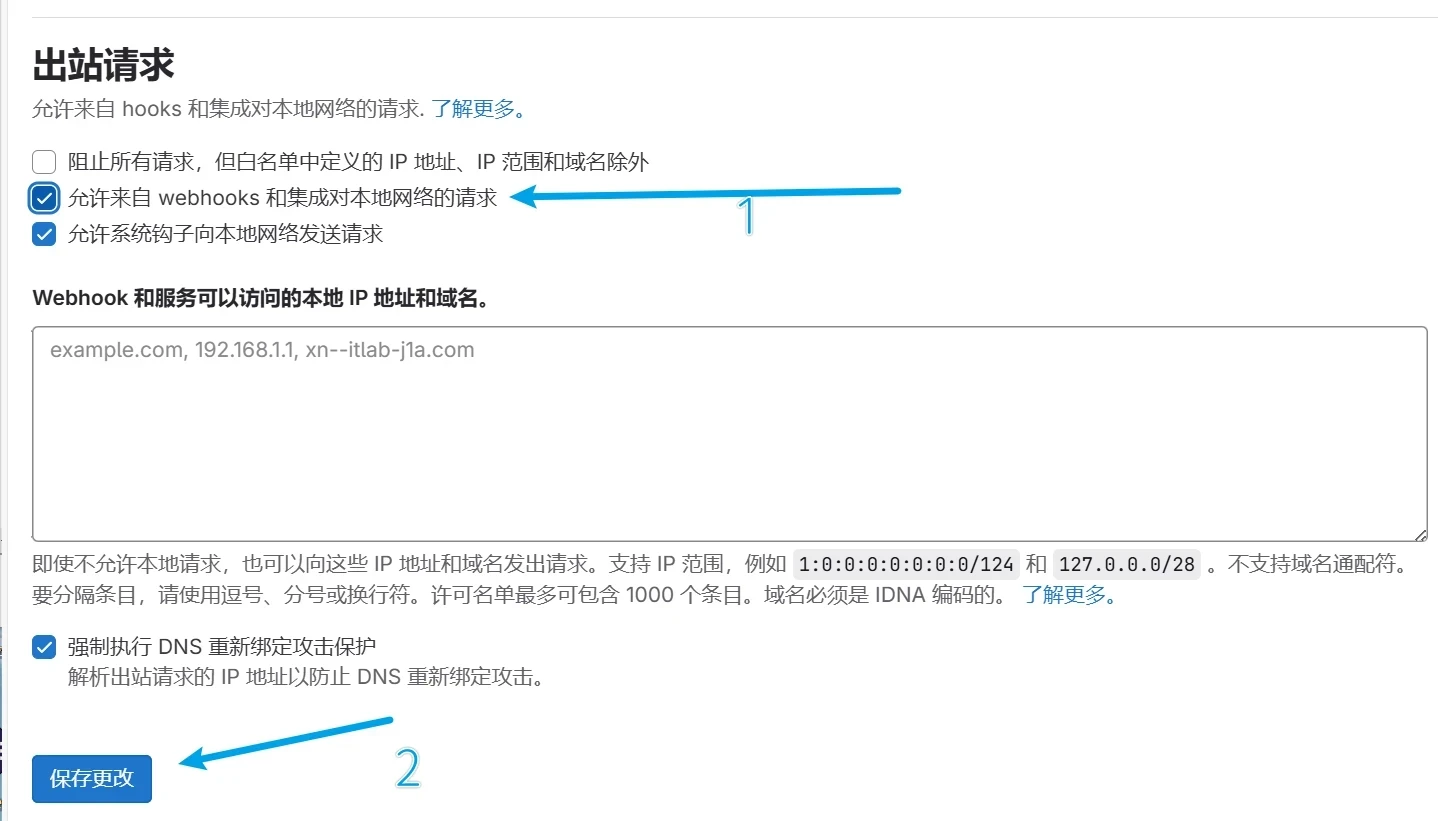 出站请求
允许来自 hooks 和集成对本地网络的请求. 了解更多。
阻止所有请求，但白名单中定义的 IP 地址、IP 范围和域名除外
允许来自 webhooks 和集成对本地网络的请求
1
允许系统钩子向本地网络发送请求
Webhook 和服务可以访问的本地 IP 地址和域名。
example.com, 192.168.1.1, xn--itlab-j1a.com
即使不允许本地请求，也可以向这些 IP 地址和域名发出请求。支持 IP 范围，例如 1:0:0:0:0:0:0:0/124 和 127.0.0.0/28 。不支持域名通配符。
要分隔条目，请使用逗号、分号或换行符。许可名单最多可包含 1000 个条目。域名必须是 IDNA 编码的。 了解更多。
强制执行 DNS 重新绑定攻击保护
解析出站请求的 IP 地址以防止 DNS 重新绑定攻击。
2
保存更改